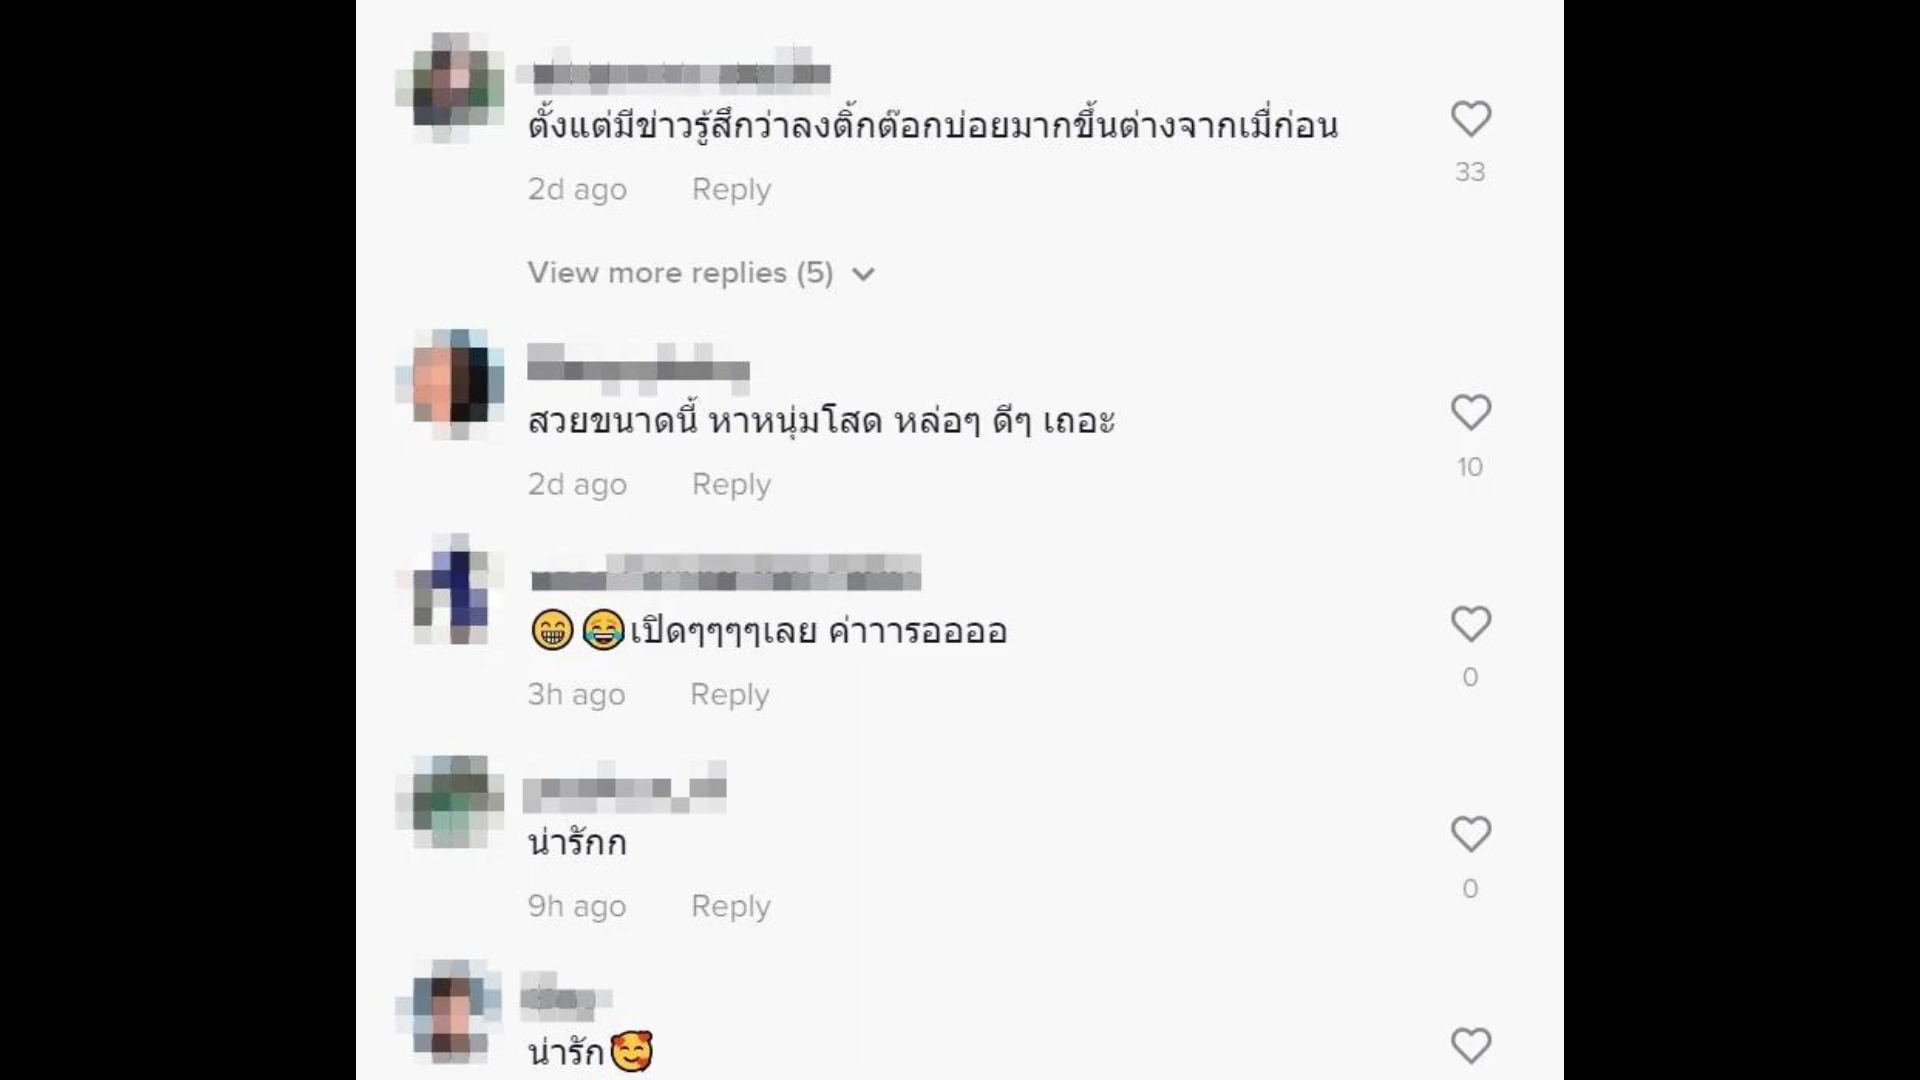 ตั้งแต่มีข่าวรู้สึกว่าลงติ้กต๊อกบ่อยมากขึ้นต่างจากเมื่ก่อน
33
2d ago Reply
View more replies (5)
สวยขนาดนี้ หาหนุ่มโสด หล่อๆ ดีๆ เถอะ
10
2d ago Reply
😁😂เปิดๆๆๆๆเลย ค่าาารออออ
0
3h ago Reply
น่ารักก
0
9h ago Reply
น่ารัก🥰